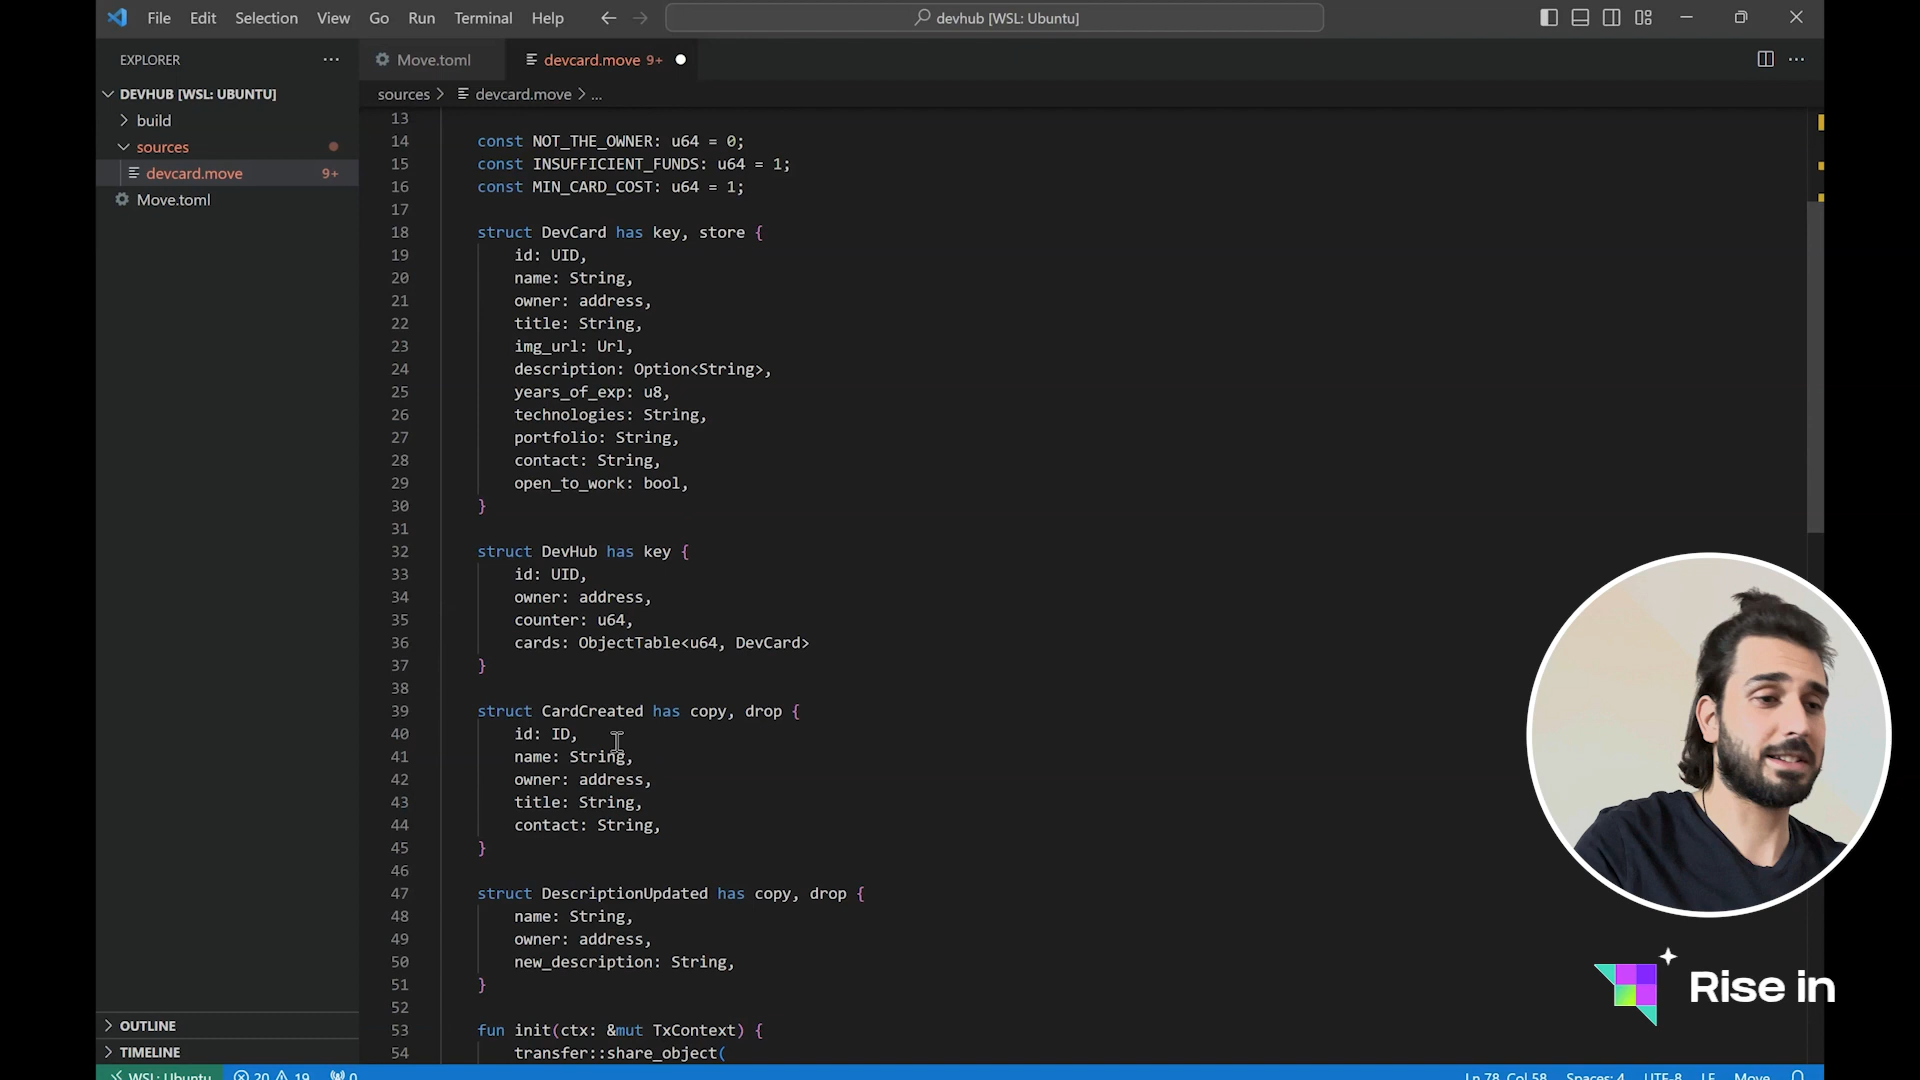 File Edit Selection View Go Run Terminal Help
devhub [WSL: Ubuntu]
EXPLORER
Move.toml
devcard.move 9+
DEVHUB [WSL: UBUNTU]
sources > devcard.move > ...
build
sources
devcard.move 9+
Move.toml
13
14 const NOT_THE_OWNER: u64 = 0;
15 const INSUFFICIENT_FUNDS: u64 = 1;
16 const MIN_CARD_COST: u64 = 1;
17
18 struct DevCard has key, store {
19 id: UID,
20 name: String,
21 owner: address,
22 title: String,
23 img_url: Url,
24 description: Option<String>,
25 years_of_exp: u8,
26 technologies: String,
27 portfolio: String,
28 contact: String,
29 open_to_work: bool,
30 }
31
32 struct DevHub has key {
33 id: UID,
34 owner: address,
35 counter: u64,
36 cards: ObjectTable<u64, DevCard>
37 }
38
39 struct CardCreated has copy, drop {
40 id: ID,
41 name: String,
42 owner: address,
43 title: String,
44 contact: String,
45 }
46
47 struct DescriptionUpdated has copy, drop {
48 name: String,
49 owner: address,
50 new_description: String,
51 }
52
53 fun init(ctx: &mut TxContext) {
54 transfer::share_object(
OUTLINE
TIMELINE
Rise in
WSL: Ubuntu 20 19 0 Ln 78, Col 58 Spaces: 4 UTF-8 LF Move